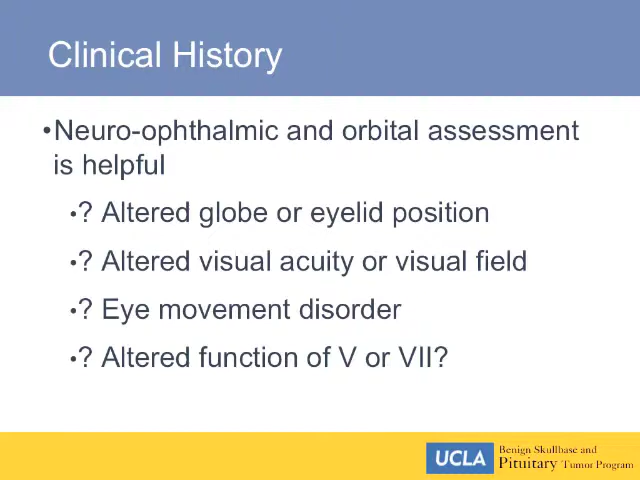 Clinical History
•Neuro-ophthalmic and orbital assessment
is helpful
•? Altered globe or eyelid position
•? Altered visual acuity or visual field
•? Eye movement disorder
•? Altered function of V or VII?
UCLA
Benign Skullbase and
Pituitary Tumor Program